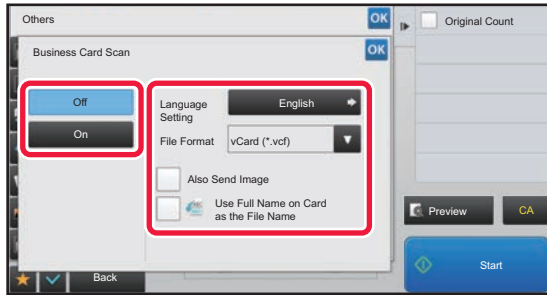 Others
OK
Original Count
Business Card Scan
OK
Off
On
Language
Setting
English
File Format
vCard (*.vcf)
Also Send Image
Use Full Name on Card
as the File Name
Preview
CA
Back
Start